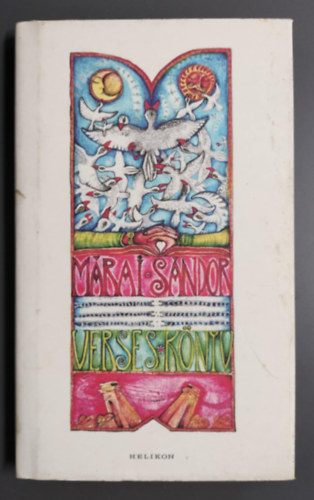 MÁRAI SÁNDOR
VERSES KÖNYV
HELIKON